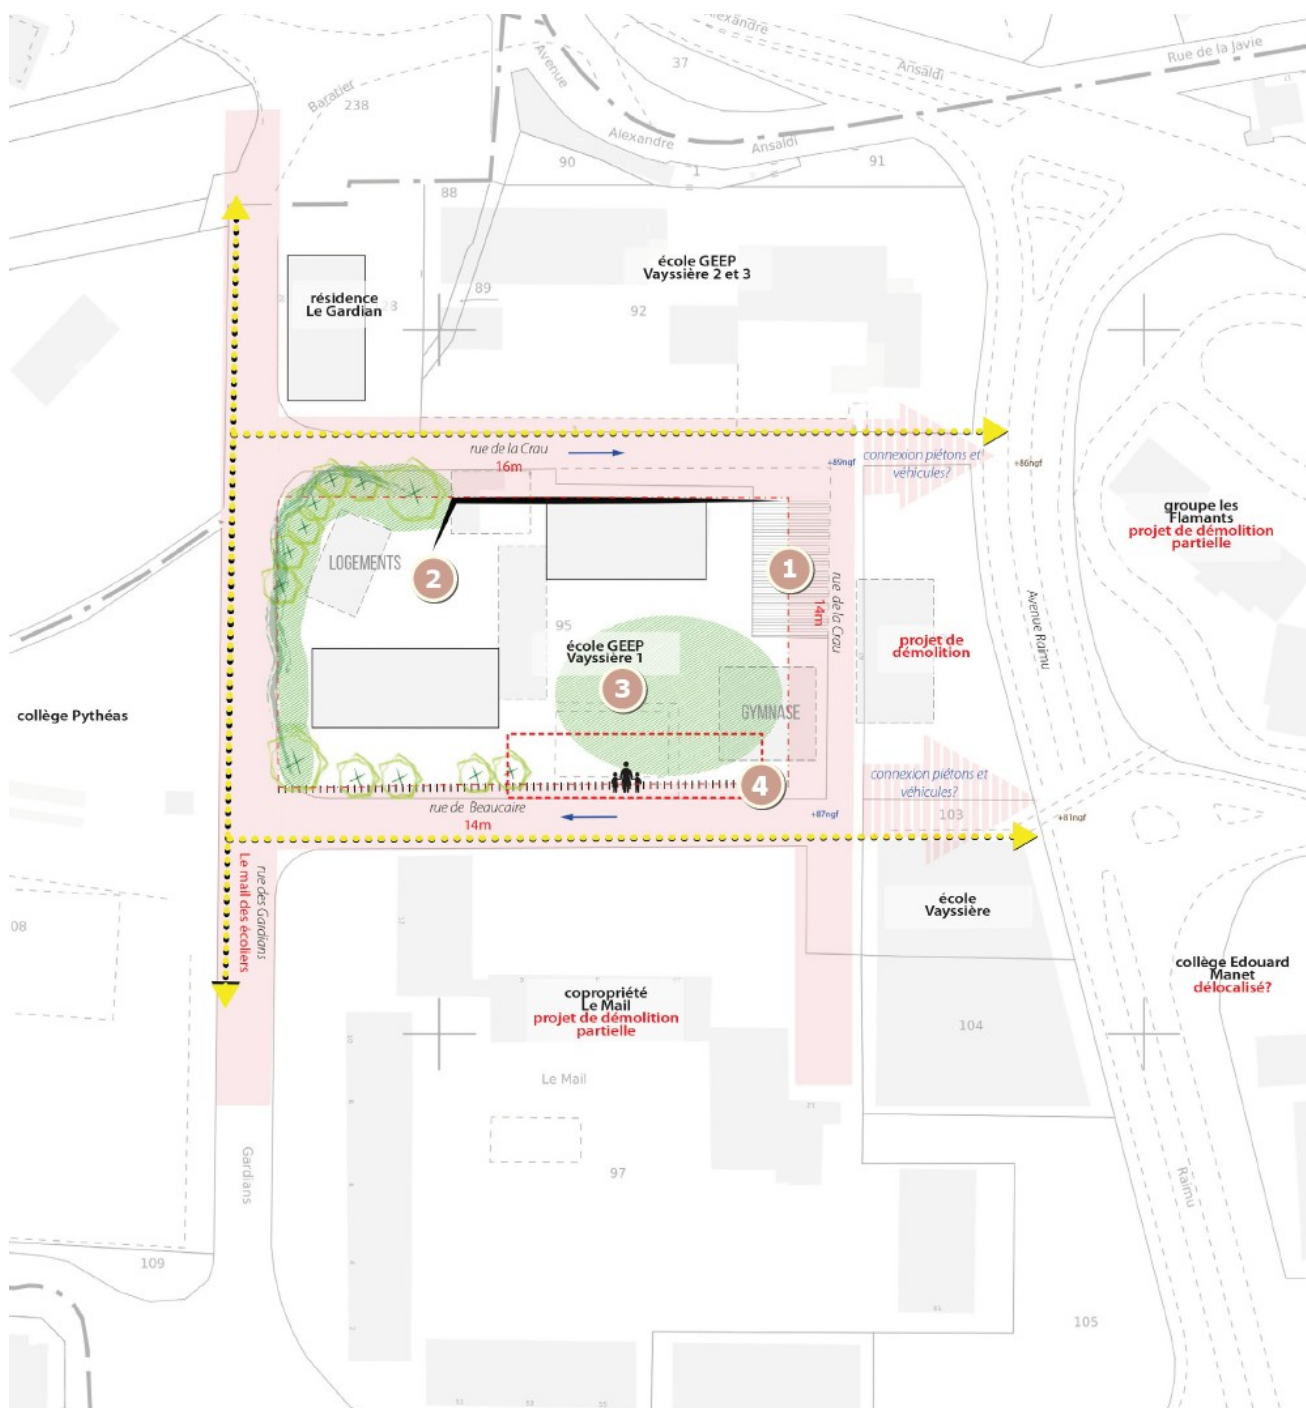 Alexandre
Ansaldi
Rue de la Javie
Avenue
37
Baratier
238
Alexandre
Ansaldi
90
1
91
88
école GEEP
Vayssière 2 et 3
résidence
Le Gardian
89
92
rue de la Crau
16m
+89ngf
connexion piétons et
véhicules?
+86ngf
groupe les
Flamants
projet de démolition
partielle
LOGEMENTS
2
1
14m
rue de la Crau
Avenue Raimu
95
école GEEP
Vayssière 1
projet de
démolition
3
collège Pythéas
GYMNASE
4
connexion piétons et
véhicules?
rue de Beaucaire
14m
+87ngf
103
+81ngf
rue des Gardians
Le mail des écoliers
école
Vayssière
08
collège Edouard
Manet
délocalisé?
copropriété
Le Mail
projet de démolition
partielle
104
Le Mail
97
Gardians
Raimu
109
105